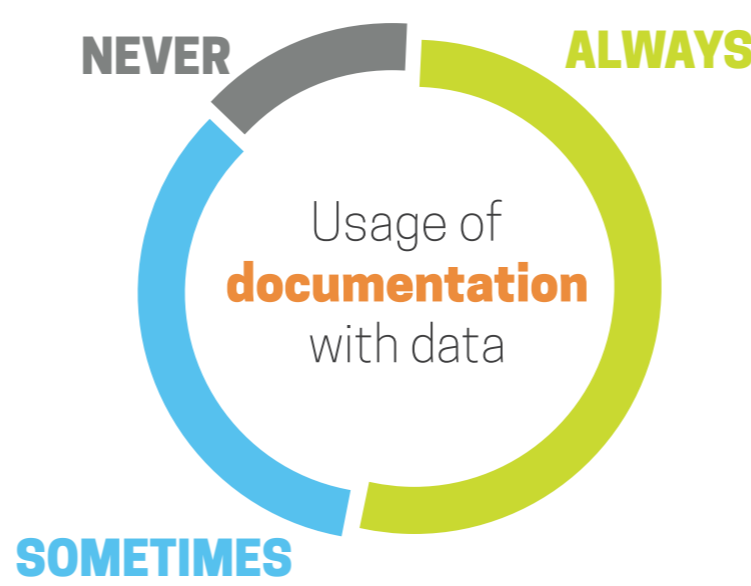 NEVER
ALWAYS
Usage of
documentation
with data
SOMETIMES